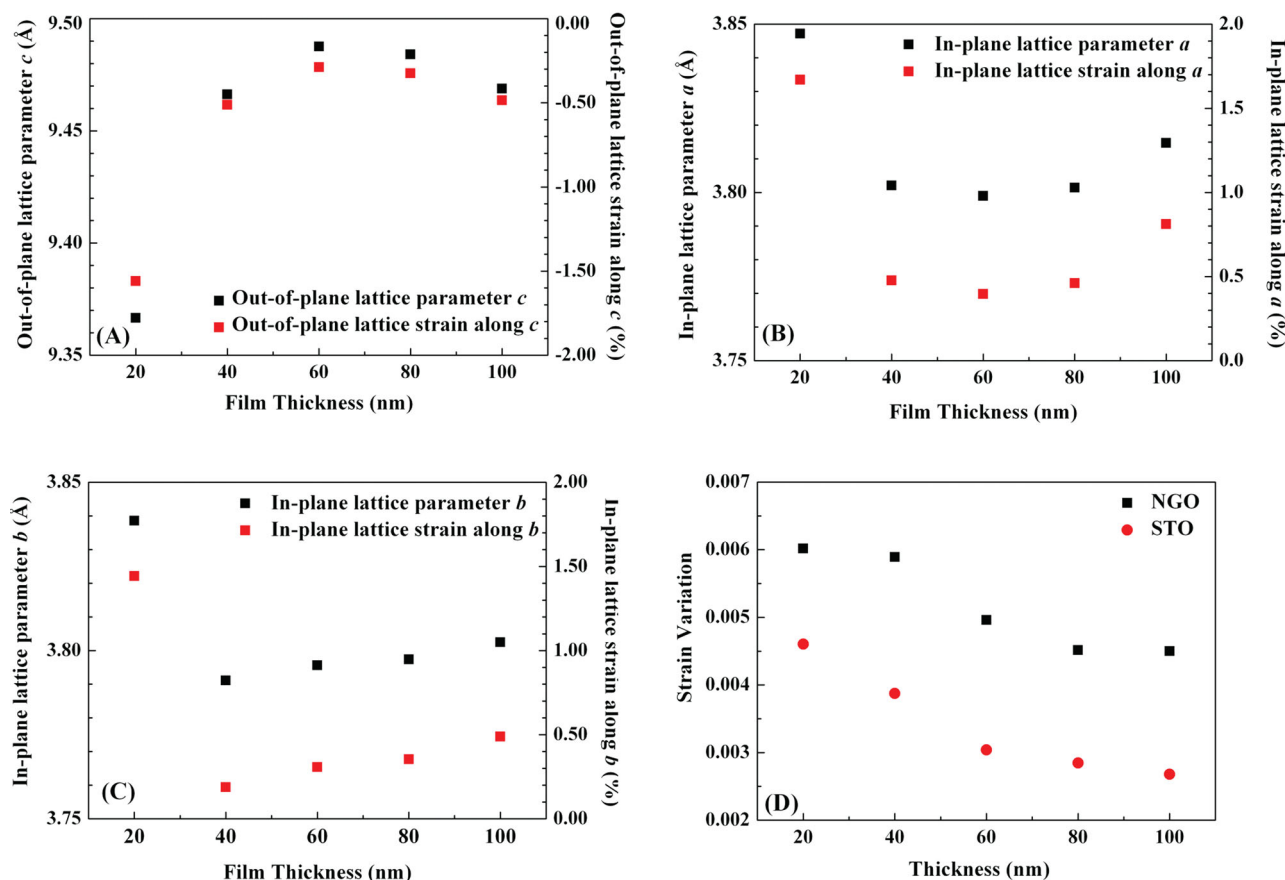 Out-of-plane lattice parameter c (Å)
9.50
9.45
9.40
9.35
0.00
-0.50
-1.00
-1.50
-2.00
Out-of-plane lattice strain along c (%)
Out-of-plane lattice parameter c
Out-of-plane lattice strain along c
(A)
20 40 60 80 100
Film Thickness (nm)
In-plane lattice parameter a (Å)
3.85
3.80
3.75
2.0
1.5
1.0
0.5
0.0
In-plane lattice strain along a (%)
In-plane lattice parameter a
In-plane lattice strain along a
(B)
20 40 60 80 100
Film Thickness (nm)
In-plane lattice parameter b (Å)
3.85
3.80
3.75
2.00
1.50
1.00
0.50
0.00
In-plane lattice strain along b (%)
In-plane lattice parameter b
In-plane lattice strain along b
(C)
20 40 60 80 100
Film Thickness (nm)
Strain Variation
0.007
0.006
0.005
0.004
0.003
0.002
NGO
STO
(D)
20 40 60 80 100
Thickness (nm)